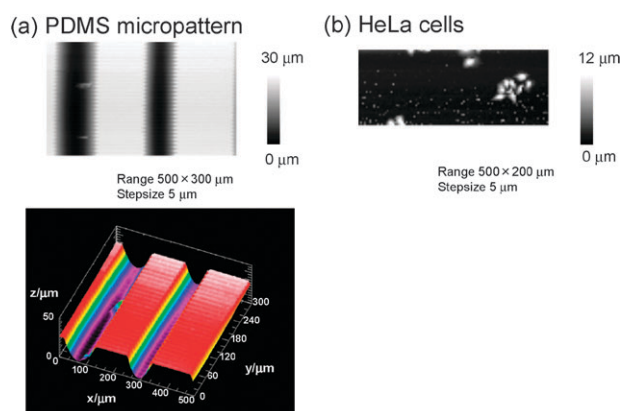 (a) PDMS micropattern
30 μm
0 μm
Range 500 × 300 μm
Stepsize 5 μm
z/μm
50
0
0
100
200
300
400
500
x/μm
0
60
120
180
240
300
y/μm
(b) HeLa cells
12 μm
0 μm
Range 500 × 200 μm
Stepsize 5 μm